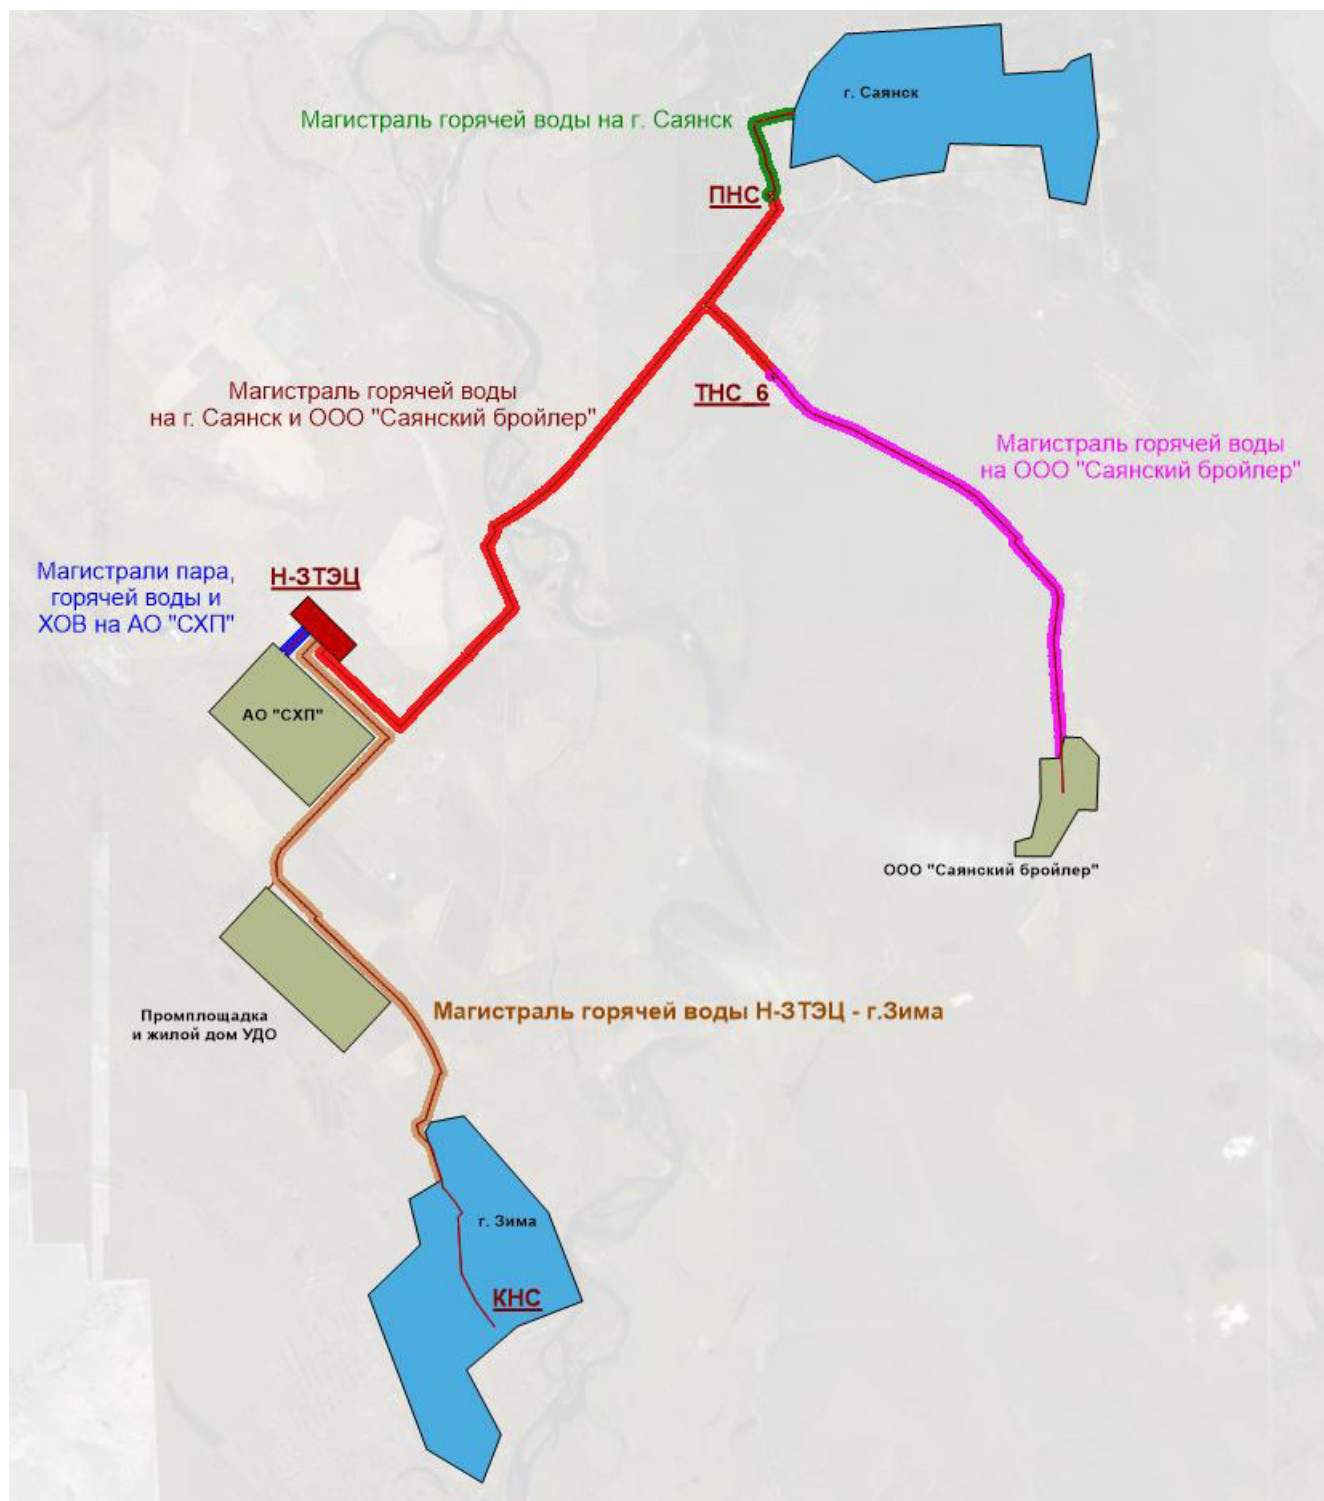 г. Саянск
Магистраль горячей воды на г. Саянск
ПНС
Магистраль горячей воды
на г. Саянск и ООО "Саянский бройлер"
ТНС_6
Магистраль горячей воды
на ООО "Саянский бройлер"
Магистрали пара,
горячей воды и
ХОВ на АО "СХП"
Н-ЗТЭЦ
АО "СХП"
ООО "Саянский бройлер"
Промплощадка
и жилой дом УДО
Магистраль горячей воды Н-ЗТЭЦ - г.Зима
г. Зима
КНС